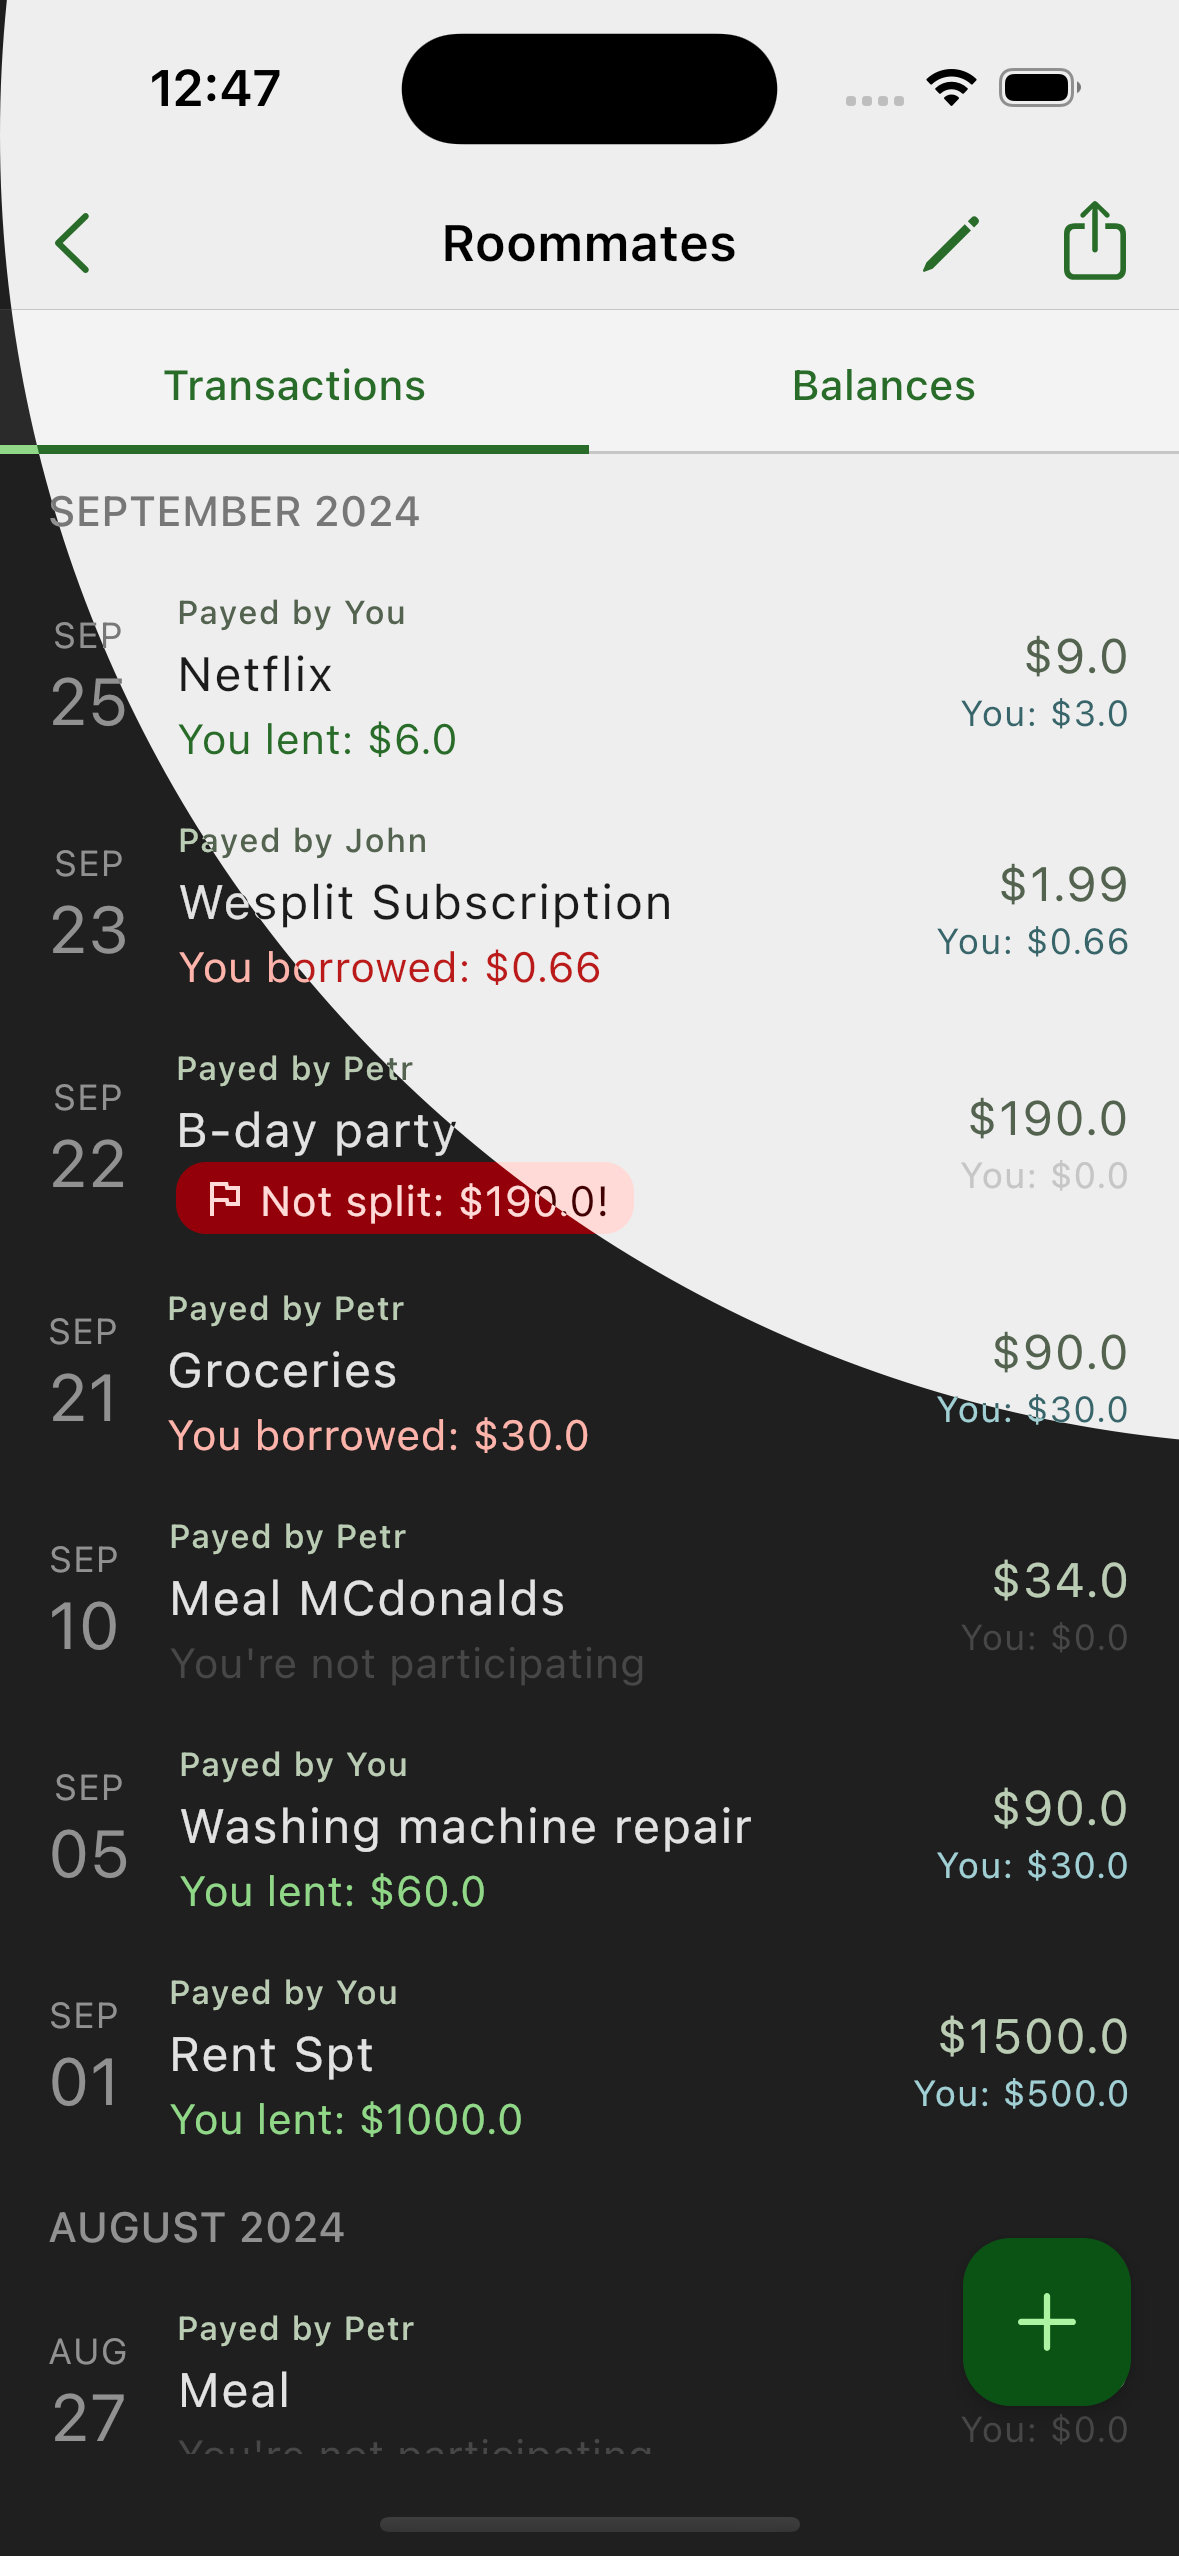 12:47
Roommates
Transactions
Balances
SEPTEMBER 2024
SEP
25
Payed by You
Netflix
You lent: $6.0
$9.0
You: $3.0
SEP
23
Payed by John
Wesplit Subscription
You borrowed: $0.66
$1.99
You: $0.66
SEP
22
Payed by Petr
B-day party
Not split: $190.0!
$190.0
You: $0.0
SEP
21
Payed by Petr
Groceries
You borrowed: $30.0
$90.0
You: $30.0
SEP
10
Payed by Petr
Meal MCdonalds
You're not participating
$34.0
You: $0.0
SEP
05
Payed by You
Washing machine repair
You lent: $60.0
$90.0
You: $30.0
SEP
01
Payed by You
Rent Spt
You lent: $1000.0
$1500.0
You: $500.0
AUGUST 2024
AUG
27
Payed by Petr
Meal
You're not participating
You: $0.0